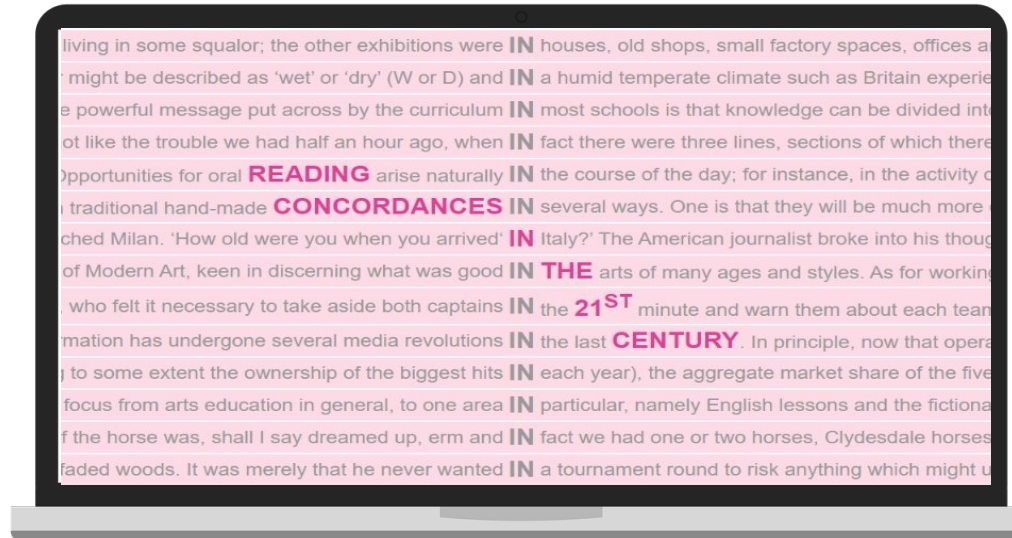 living in some squalor; the other exhibitions were IN houses, old shops, small factory spaces, offices a
might be described as ‘wet’ or ‘dry’ (W or D) and IN a humid temperate climate such as Britain experie
e powerful message put across by the curriculum IN most schools is that knowledge can be divided int
ot like the trouble we had half an hour ago, when IN fact there were three lines, sections of which there
Opportunities for oral READING arise naturally IN the course of the day; for instance, in the activity
traditional hand-made CONCORDANCES IN several ways. One is that they will be much more
ched Milan. ‘How old were you when you arrived‘ IN Italy?’ The American journalist broke into his thoug
of Modern Art, keen in discerning what was good IN THE arts of many ages and styles. As for working
, who felt it necessary to take aside both captains IN the 21ST minute and warn them about each team
mation has undergone several media revolutions IN the last CENTURY. In principle, now that opera
to some extent the ownership of the biggest hits IN each year), the aggregate market share of the five
focus from arts education in general, to one area IN particular, namely English lessons and the fictiona
f the horse was, shall I say dreamed up, erm and IN fact we had one or two horses, Clydesdale horses
faded woods. It was merely that he never wanted IN a tournament round to risk anything which might u